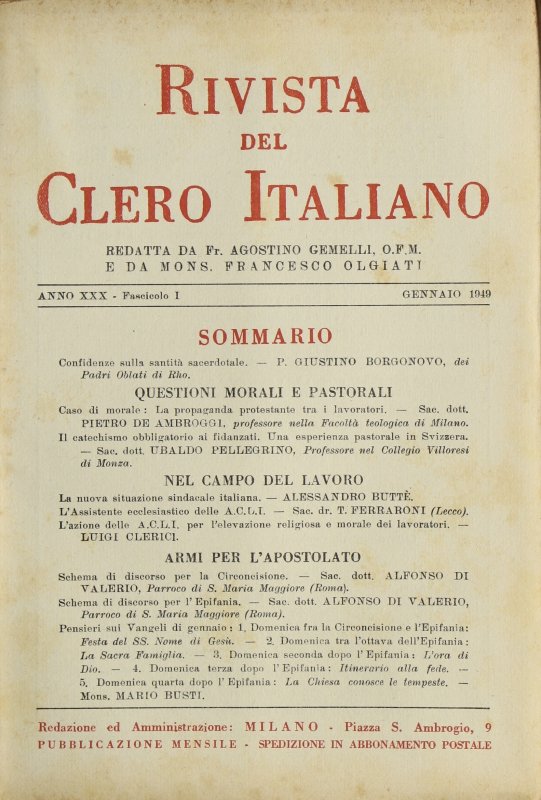 RIVISTA
DEL
CLERO ITALIANO
REDATTA DA Fr. AGOSTINO GEMELLI, O.F.M.
E DA MONS. FRANCESCO OLGIATI
ANNO XXX - Fascicolo I GENNAIO 1949
SOMMARIO
Confidenze sulla santità sacerdotale. — P. GIUSTINO BORGONOVO, dei
Padri Oblati di Rho.
QUESTIONI MORALI E PASTORALI
Caso di morale: La propaganda protestante tra i lavoratori. — Sac. dott.
PIETRO DE AMBROGGI, professore nella Facoltà teologica di Milano.
Il catechismo obbligatorio ai fidanzati. Una esperienza pastorale in Svizzera.
— Sac. dott. UBALDO PELLEGRINO, Professore nel Collegio Villoresi
di Monza.
NEL CAMPO DEL LAVORO
La nuova situazione sindacale italiana. — ALESSANDRO BUTTÈ.
L'Assistente ecclesiastico delle A.C.L.I. — Sac. dr. T. FERRARONI (Lecco).
L'azione delle A.C.L.I. per l'elevazione religiosa e morale dei lavoratori. —
LUIGI CLERICI.
ARMI PER L'APOSTOLATO
Schema di discorso per la Circoncisione. — Sac. dott. ALFONSO DI
VALERIO, Parroco di S. Maria Maggiore (Roma).
Schema di discorso per l'Epifania. — Sac. dott. ALFONSO DI VALERIO,
Parroco di S. Maria Maggiore (Roma).
Pensieri sui Vangeli di gennaio: 1. Domenica fra la Circoncisione e l'Epifania:
Festa del SS. Nome di Gesù. — 2. Domenica tra l'ottava dell'Epifania:
La Sacra Famiglia. — 3. Domenica seconda dopo l'Epifania: L'ora di
Dio. — 4. Domenica terza dopo l'Epifania: Itinerario alla fede. —
5. Domenica quarta dopo l'Epifania: La Chiesa conosce le tempeste. —
Mons. MARIO BUSTI.
Redazione ed Amministrazione: MILANO - Piazza S. Ambrogio, 9
PUBBLICAZIONE MENSILE - SPEDIZIONE IN ABBONAMENTO POSTALE